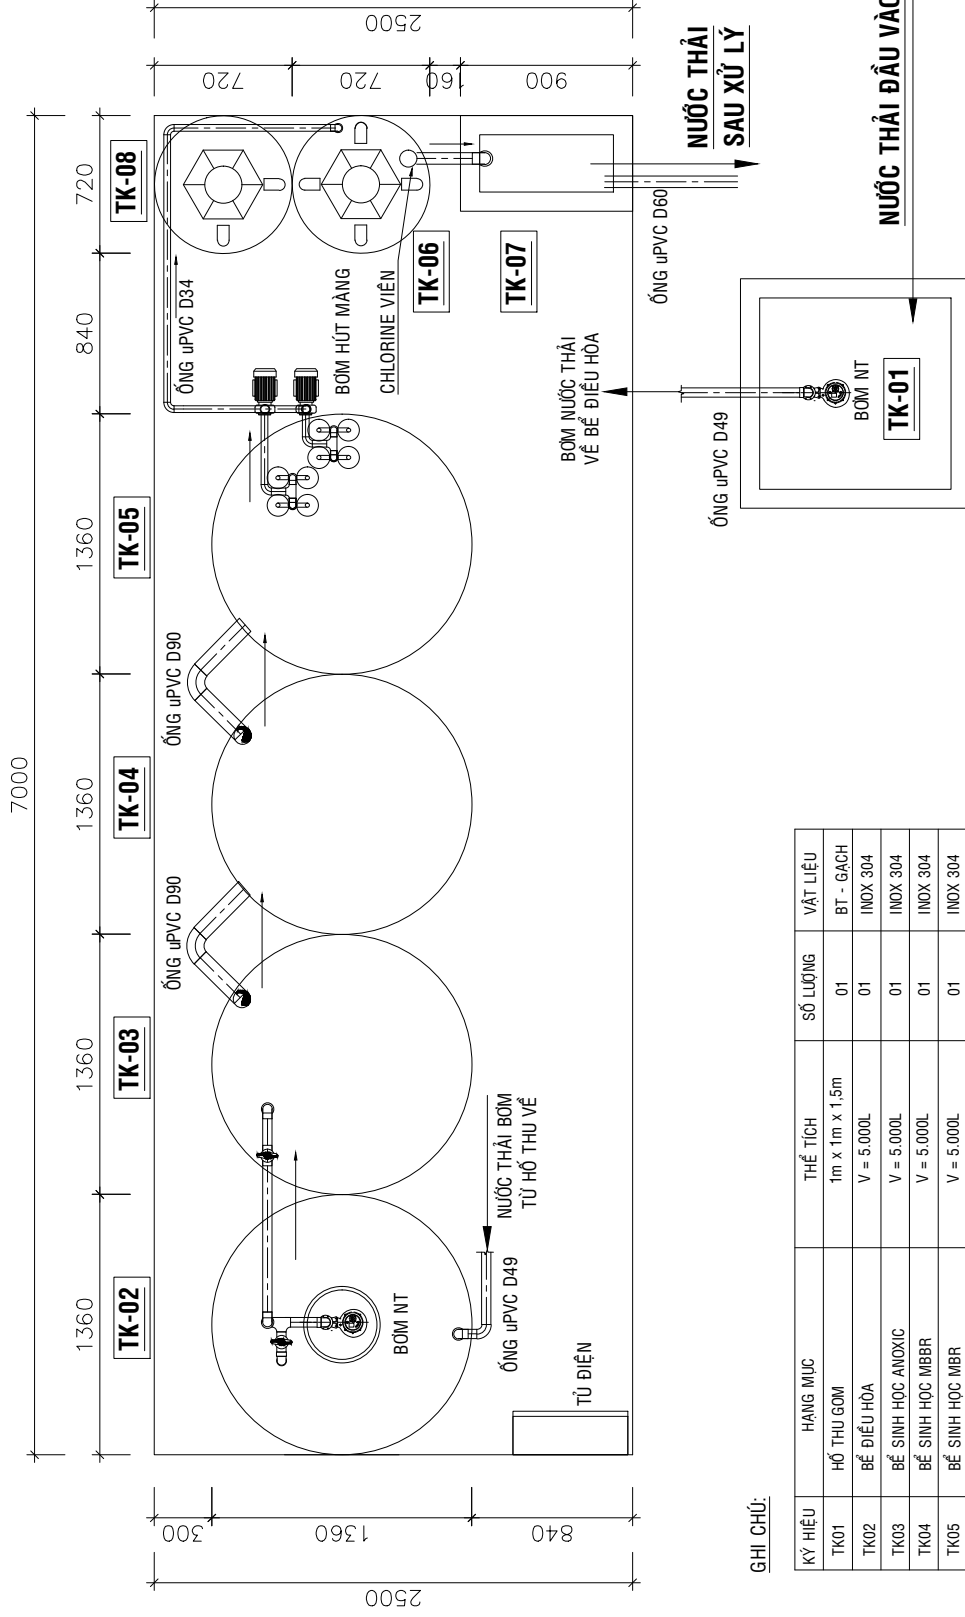 7000
1360
1360
1360
1360
840
720
TK-02
TK-03
TK-04
TK-05
TK-08
2500
300
1360
840
2500
720
720
160
900
ỐNG uPVC D90
ỐNG uPVC D90
ỐNG uPVC D34
BƠM HÚT MÀNG
CHLORINE VIÊN
TK-06
TK-07
BƠM NT
ỐNG uPVC D49
NƯỚC THẢI BƠM
TỪ HỐ THU VỀ
TỦ ĐIỆN
BƠM NƯỚC THẢI
VỀ BỂ ĐIỀU HÒA
ỐNG uPVC D60
NƯỚC THẢI
SAU XỬ LÝ
ỐNG uPVC D49
BƠM NT
TK-01
NƯỚC THẢI ĐẦU VÀO
GHI CHÚ:
KÝ HIỆU HẠNG MỤC THỂ TÍCH SỐ LƯỢNG VẬT LIỆU
TK01 HỐ THU GOM 1m x 1m x 1,5m 01 BT - GẠCH
TK02 BỂ ĐIỀU HÒA V = 5.000L 01 INOX 304
TK03 BỂ SINH HỌC ANOXIC V = 5.000L 01 INOX 304
TK04 BỂ SINH HỌC MBBR V = 5.000L 01 INOX 304
TK05 BỂ SINH HỌC MBR V = 5.000L 01 INOX 304